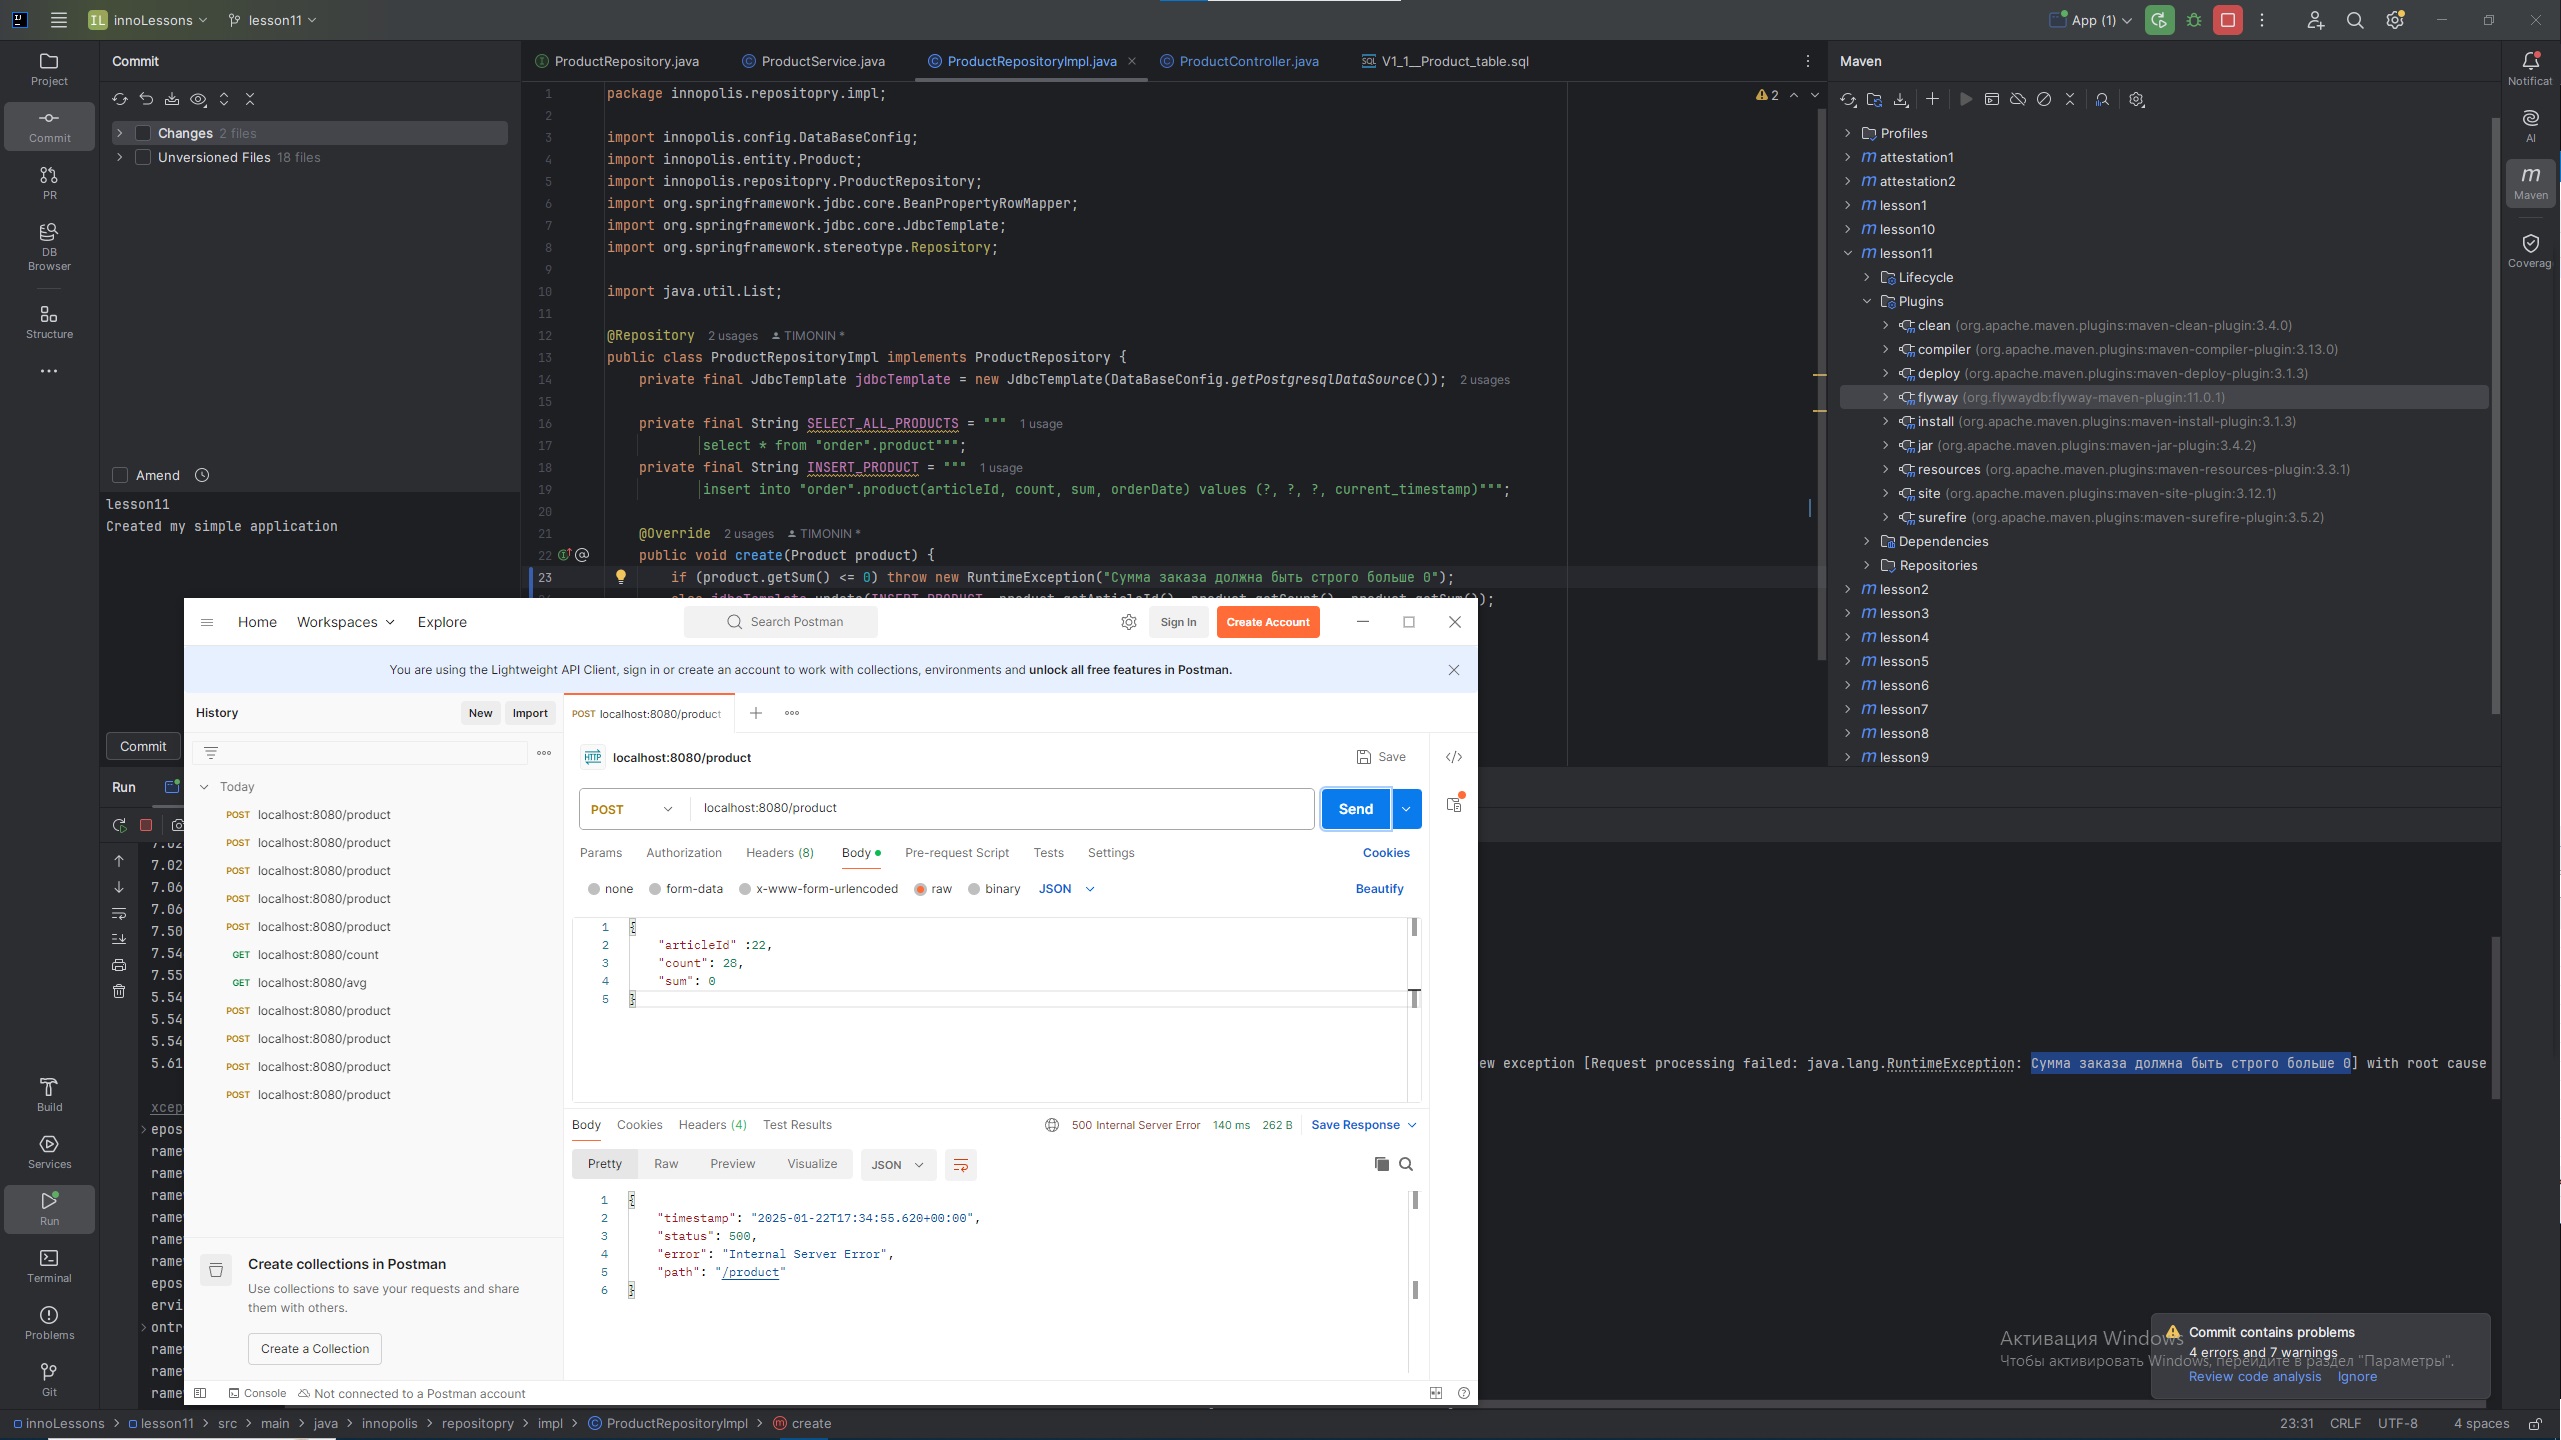 IL innoLessons lesson11 App (1)
Project
Commit
PR
DB Browser
Structure
Commit
Changes 2 files
Unversioned Files 18 files
Amend
lesson11
Created my simple application
Commit
ProductRepository.java ProductService.java ProductRepositoryImpl.java ProductController.java V1_1__Product_table.sql
2
1 package innopolis.repositopry.impl;
2
3 import innopolis.config.DataBaseConfig;
4 import innopolis.entity.Product;
5 import innopolis.repositopry.ProductRepository;
6 import org.springframework.jdbc.core.BeanPropertyRowMapper;
7 import org.springframework.jdbc.core.JdbcTemplate;
8 import org.springframework.stereotype.Repository;
9
10 import java.util.List;
11
12 @Repository 2 usages TIMONIN *
13 public class ProductRepositoryImpl implements ProductRepository {
14 private final JdbcTemplate jdbcTemplate = new JdbcTemplate(DataBaseConfig.getPostgresqlDataSource()); 2 usages
15
16 private final String SELECT_ALL_PRODUCTS = """ 1 usage
17 select * from "order".product""";
18 private final String INSERT_PRODUCT = """ 1 usage
19 insert into "order".product(articleId, count, sum, orderDate) values (?, ?, ?, current_timestamp)""";
20
21 @Override 2 usages TIMONIN *
22 public void create(Product product) {
23 if (product.getSum() <= 0) throw new RuntimeException("Сумма заказа должна быть строго больше 0");
Maven
Profiles
attestation1
attestation2
lesson1
lesson10
lesson11
Lifecycle
Plugins
clean (org.apache.maven.plugins:maven-clean-plugin:3.4.0)
compiler (org.apache.maven.plugins:maven-compiler-plugin:3.13.0)
deploy (org.apache.maven.plugins:maven-deploy-plugin:3.1.3)
flyway (org.flywaydb:flyway-maven-plugin:11.0.1)
install (org.apache.maven.plugins:maven-install-plugin:3.1.3)
jar (org.apache.maven.plugins:maven-jar-plugin:3.4.2)
resources (org.apache.maven.plugins:maven-resources-plugin:3.3.1)
site (org.apache.maven.plugins:maven-site-plugin:3.12.1)
surefire (org.apache.maven.plugins:maven-surefire-plugin:3.5.2)
Dependencies
Repositories
lesson2
lesson3
lesson4
lesson5
lesson6
lesson7
lesson8
lesson9
Notificat
AI
Maven
Coverag
Home Workspaces Explore Search Postman Sign In Create Account
You are using the Lightweight API Client, sign in or create an account to work with collections, environments and unlock all free features in Postman.
History New Import
Today
POST localhost:8080/product
POST localhost:8080/product
POST localhost:8080/product
POST localhost:8080/product
POST localhost:8080/product
GET localhost:8080/count
GET localhost:8080/avg
POST localhost:8080/product
POST localhost:8080/product
POST localhost:8080/product
POST localhost:8080/product
Create collections in Postman
Use collections to save your requests and share
them with others.
Create a Collection
POST localhost:8080/product
HTTP localhost:8080/product Save
POST localhost:8080/product Send
Params Authorization Headers (8) Body Pre-request Script Tests Settings Cookies
none form-data x-www-form-urlencoded raw binary JSON Beautify
1 {
2 "articleId" :22,
3 "count": 28,
4 "sum": 0
5 }
Body Cookies Headers (4) Test Results 500 Internal Server Error 140 ms 262 B Save Response
Pretty Raw Preview Visualize JSON
1 {
2 "timestamp": "2025-01-22T17:34:55.620+00:00",
3 "status": 500,
4 "error": "Internal Server Error",
5 "path": "/product"
6 }
Console Not connected to a Postman account
Run
7.02
7.06
7.06
7.50
7.54
7.55
5.54
5.54
5.54
5.61
xcep
epos
rame
rame
rame
rame
rame
rame
epos
ervi
ontr
rame
rame
rame
ew exception [Request processing failed: java.lang.RuntimeException: Сумма заказа должна быть строго больше 0] with root cause
Build
Services
Run
Terminal
Problems
Git
Активация Windows
Чтобы активировать Windows, перейдите в раздел "Параметры".
Commit contains problems
4 errors and 7 warnings
Review code analysis Ignore
innoLessons lesson11 src main java innopolis repositopry impl ProductRepositoryImpl create
23:31 CRLF UTF-8 4 spaces